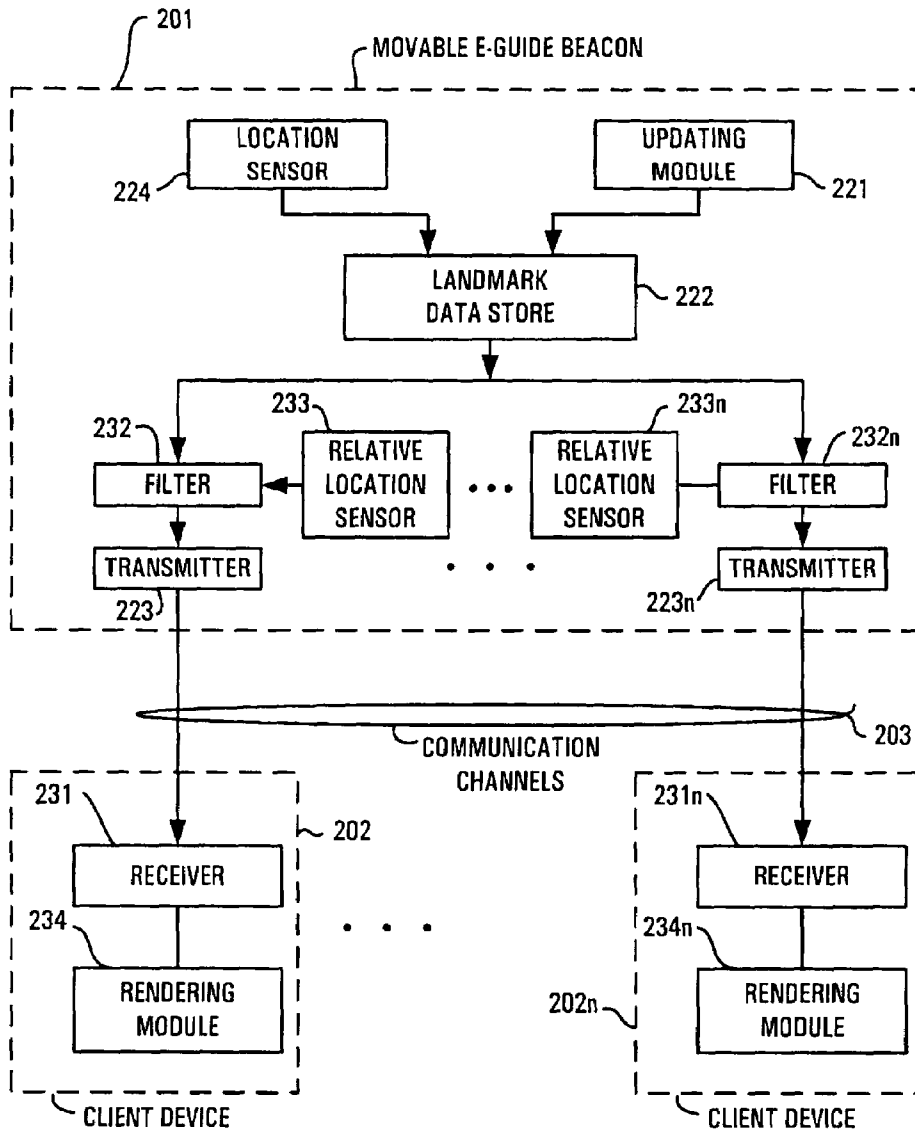 201
MOVABLE E-GUIDE BEACON
LOCATION
SENSOR
224
UPDATING
MODULE
221
LANDMARK
DATA STORE
222
232
233
233n
232n
FILTER
RELATIVE
LOCATION
SENSOR
RELATIVE
LOCATION
SENSOR
FILTER
TRANSMITTER
223
TRANSMITTER
223n
203
COMMUNICATION
CHANNELS
231
202
231n
RECEIVER
RECEIVER
234
234n
RENDERING
MODULE
202n
RENDERING
MODULE
CLIENT DEVICE
CLIENT DEVICE